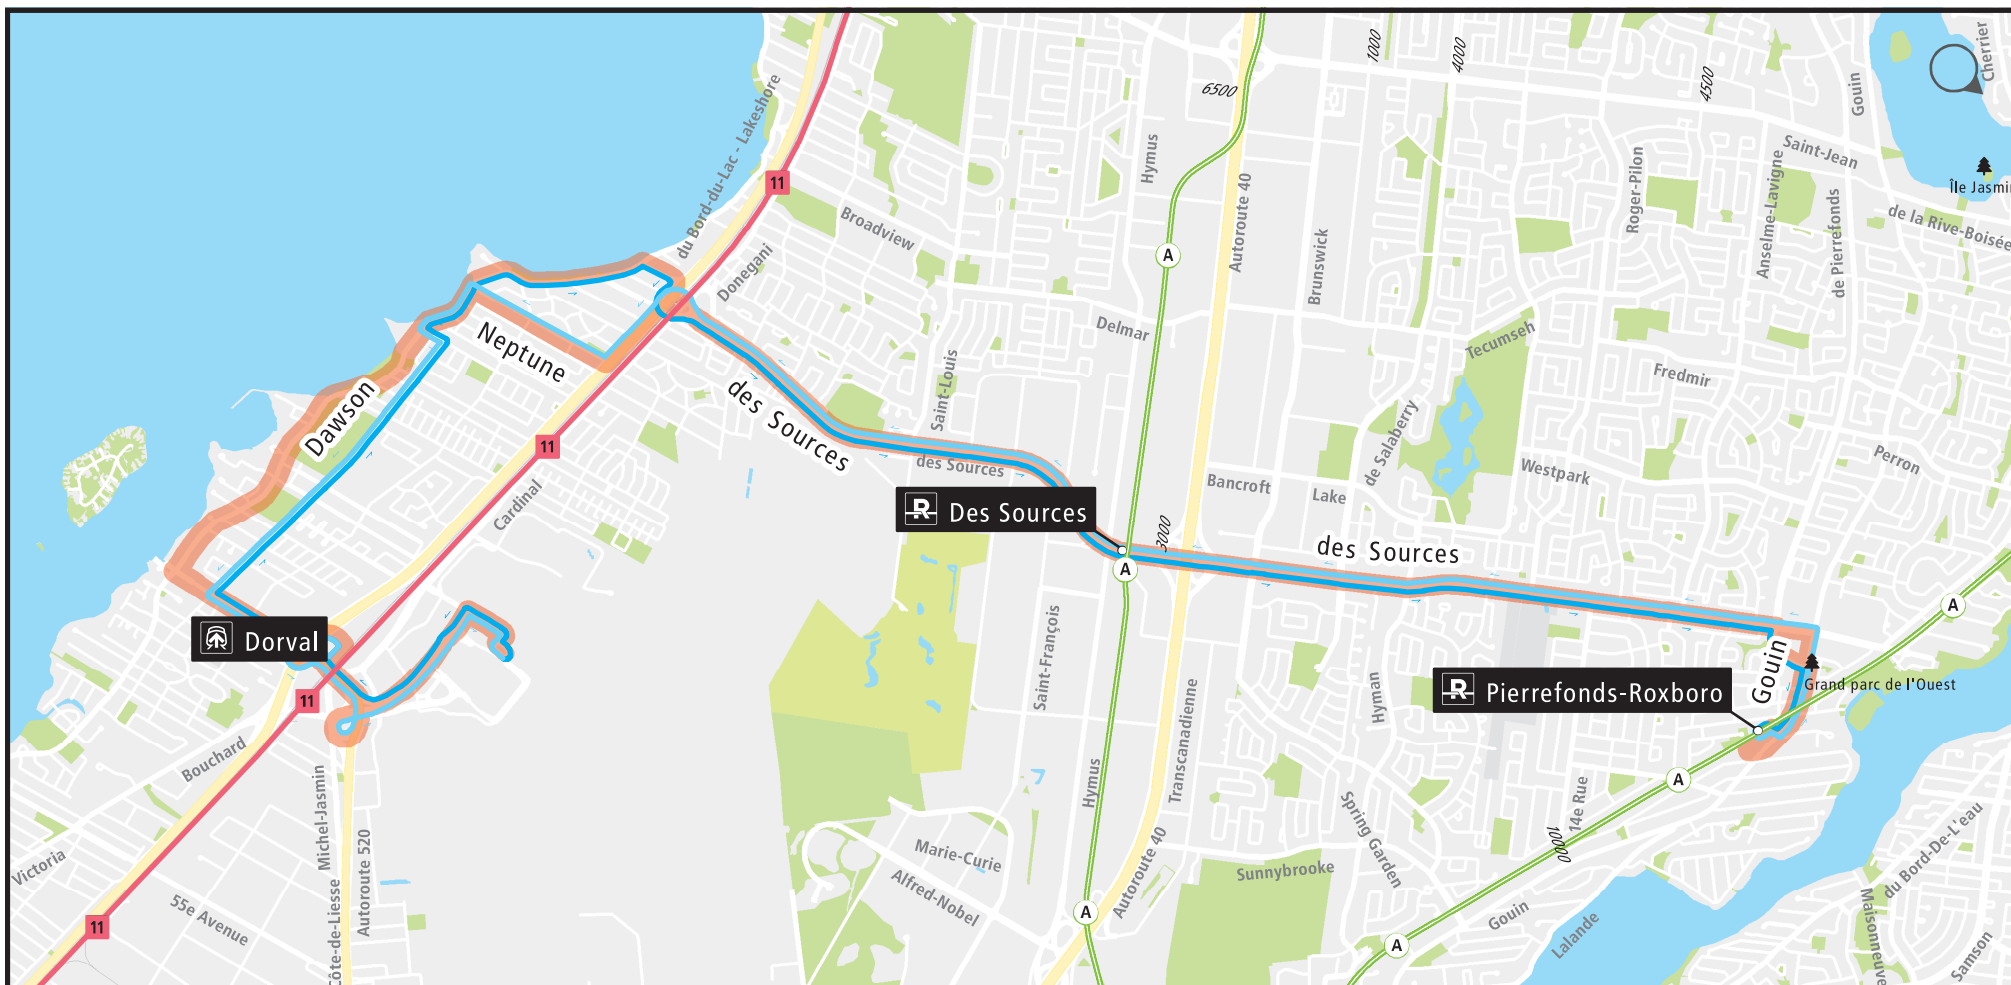 Cherrier
1000
4000
4500
6500
Gouin
du Bord-du-Lac - Lakeshore
Hymus
Saint-Jean
11
Île Jasmin
Roger-Pilon
Anselme-Lavigne
de Pierrefonds
Autoroute 40
Broadview
de la Rive-Boisée
A
Donegani
Brunswick
Delmar
Neptune
Tecumseh
Fredmir
Saint-Louis
Dawson
des Sources
de Salaberry
11
des Sources
Perron
Westpark
Bancroft
Lake
Cardinal
Des Sources
3000
des Sources
A
A
Dorval
Saint-François
Gouin
Grand parc de l'Ouest
Pierrefonds-Roxboro
Hyman
11
Transcanadienne
Bouchard
Hymus
A
Michel-Jasmin
14e Rue
Spring Garden
10000
Autoroute 520
Victoria
Marie-Curie
Autoroute 40
Sunnybrooke
du Bord-De-L'eau
Alfred-Nobel
55e Avenue
11
A
Gouin
Lalande
Maisonneuve
A
Samson
Côte-de-Liesse